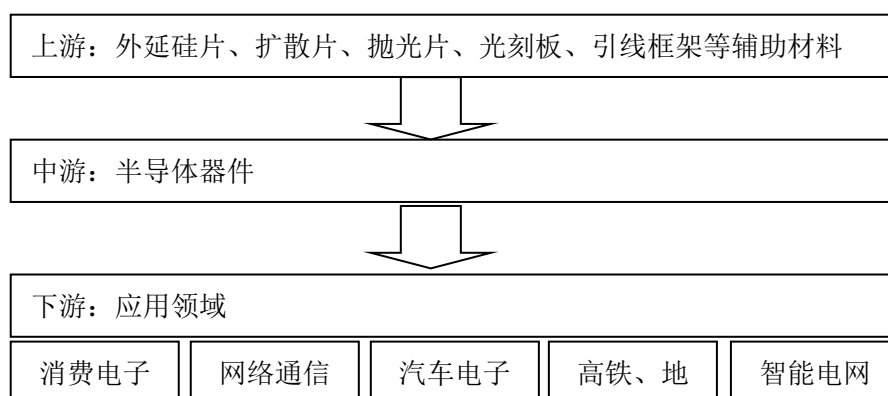 上游：外延硅片、扩散片、抛光片、光刻板、引线框架等辅助材料
中游：半导体器件
下游：应用领域
消费电子 网络通信 汽车电子 高铁、地 智能电网